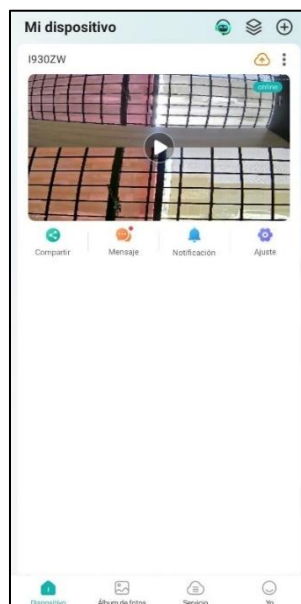 Mi dispositivo
I930ZW
online
Compartir Mensaje Notificación Ajuste
Dispositivo Álbum de fotos Servicio Yo